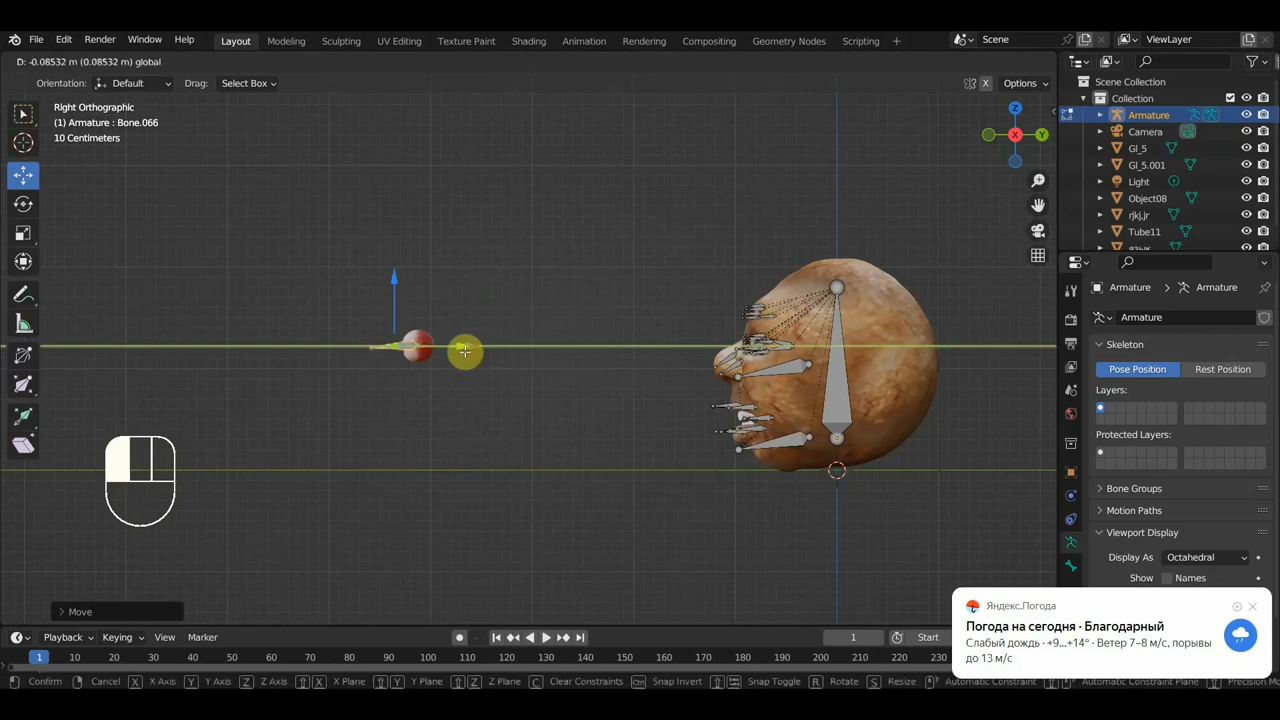 File Edit Render Window Help Layout Modeling Sculpting UV Editing Texture Paint Shading Animation Rendering Compositing Geometry Nodes Scripting + Scene ViewLayer
D: -0.08532 m (0.08532 m) global
Orientation: Default Drag: Select Box X Options
Right Orthographic
(1) Armature : Bone.066
10 Centimeters
Z
X
Y
Scene Collection
Collection
Armature
Camera
Gl_5
Gl_5.001
Light
Object08
rjkj,jr
Tube11
язык
Armature Armature
Armature
Skeleton
Pose Position Rest Position
Layers:
Protected Layers:
Bone Groups
Motion Paths
Viewport Display
Display As Octahedral
Show Names
Move
Яндекс.Погода
Погода на сегодня · Благодарный
Слабый дождь · +9...+14° · Ветер 7–8 м/с, порывы
до 13 м/с
Playback Keying View Marker 1 Start
1 10 20 30 40 50 60 70 80 90 100 110 120 130 140 150 160 170 180 190 200 210 220 230
Confirm Cancel X X Axis Y Y Axis Z Z Axis X X Plane Y Y Plane Z Z Plane C Clear Constraints Snap Invert Snap Toggle R Rotate S Resize Automatic Constraint Automatic Constraint Plane Precision Mo